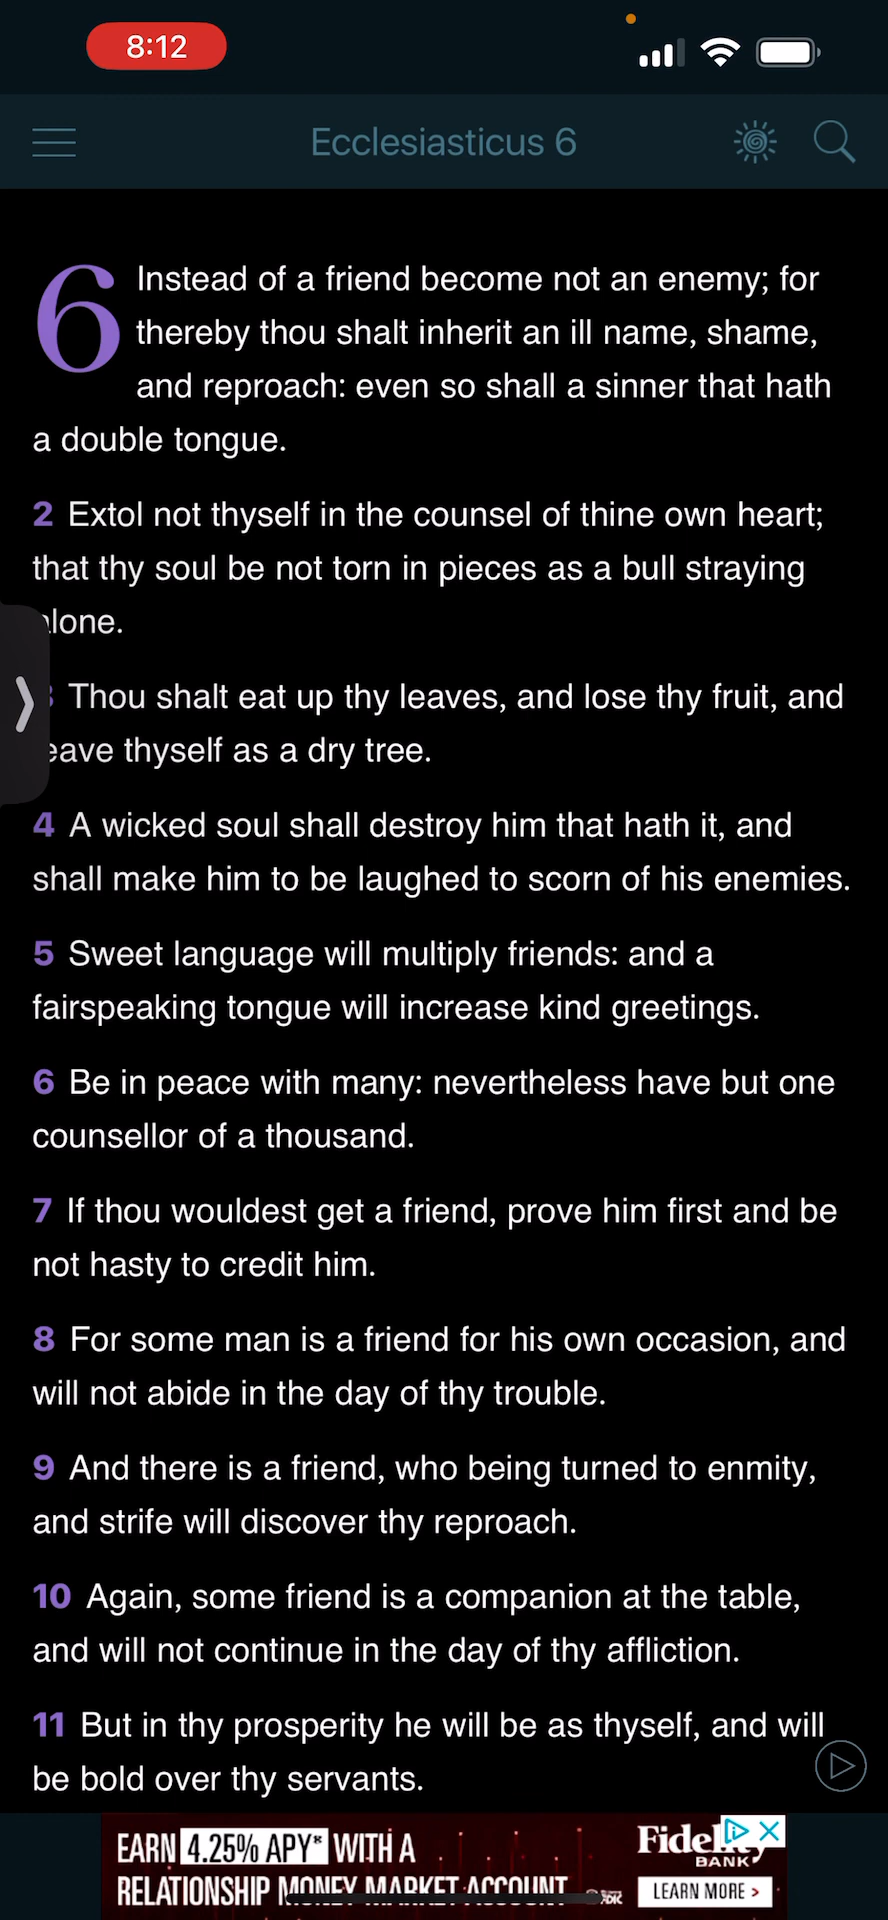 8:12
Ecclesiasticus 6
6 Instead of a friend become not an enemy; for
thereby thou shalt inherit an ill name, shame,
and reproach: even so shall a sinner that hath
a double tongue.
2 Extol not thyself in the counsel of thine own heart;
that thy soul be not torn in pieces as a bull straying
alone.
3 Thou shalt eat up thy leaves, and lose thy fruit, and
leave thyself as a dry tree.
4 A wicked soul shall destroy him that hath it, and
shall make him to be laughed to scorn of his enemies.
5 Sweet language will multiply friends: and a
fairspeaking tongue will increase kind greetings.
6 Be in peace with many: nevertheless have but one
counsellor of a thousand.
7 If thou wouldest get a friend, prove him first and be
not hasty to credit him.
8 For some man is a friend for his own occasion, and
will not abide in the day of thy trouble.
9 And there is a friend, who being turned to enmity,
and strife will discover thy reproach.
10 Again, some friend is a companion at the table,
and will not continue in the day of thy affliction.
11 But in thy prosperity he will be as thyself, and will
be bold over thy servants.
EARN 4.25% APY* WITH A
RELATIONSHIP MONEY MARKET ACCOUNT
Fidelity
BANK
LEARN MORE >